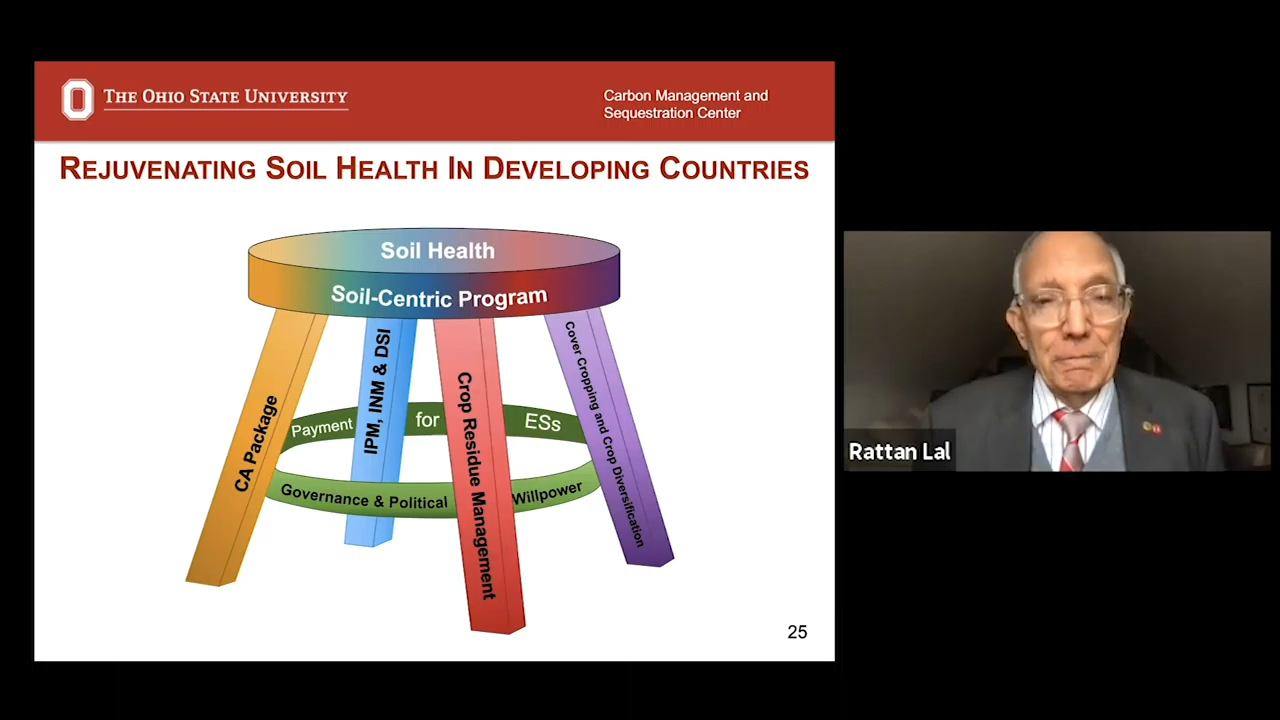 THE OHIO STATE UNIVERSITY
Carbon Management and
Sequestration Center
REJUVENATING SOIL HEALTH IN DEVELOPING COUNTRIES
Soil Health
Soil-Centric Program
CA Package
IPM, INM & DSI
Crop Residue Management
Cover Cropping and Crop Diversification
Payment for ESs
Governance & Political Willpower
25
Rattan Lal